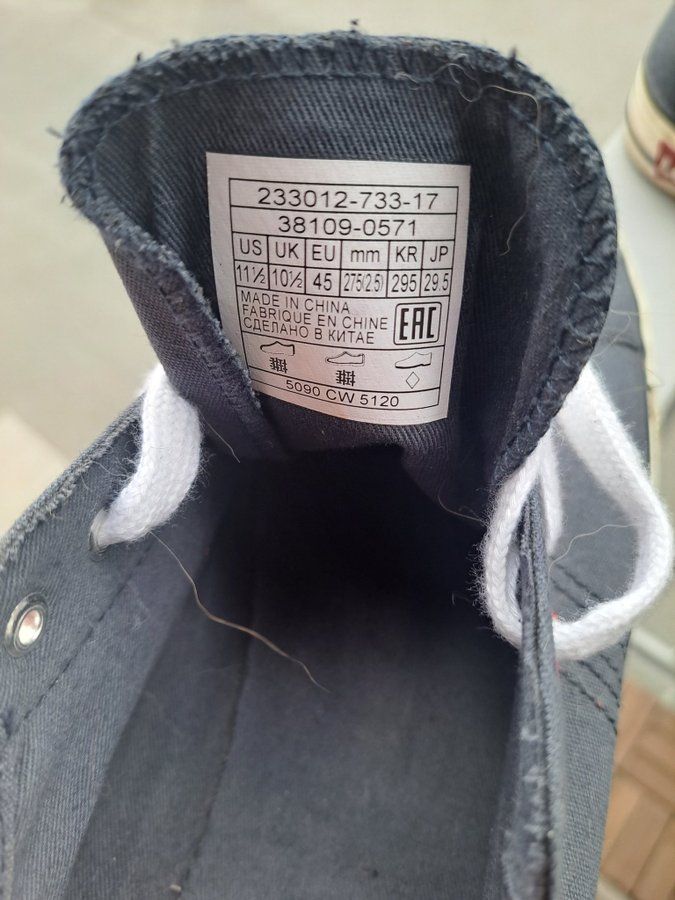 233012-733-17
38109-0571
US UK EU mm KR JP
11½ 10½ 45 275(2.5) 295 29.5
MADE IN CHINA
FABRIQUE EN CHINE
СДЕЛАНО В КИТАЕ
EAC
5090 CW 5120